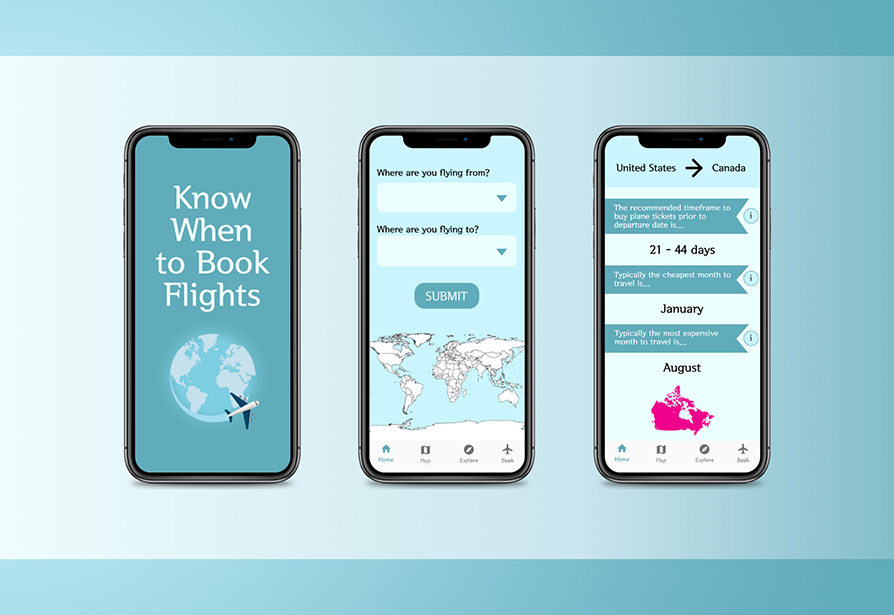 Know
When
to Book
Flights
Where are you flying from?
Where are you flying to?
SUBMIT
Home Map Explore Book
United States Canada
The recommended timeframe to
buy plane tickets prior to
departure date is...
i
21 - 44 days
Typically the cheapest month to
travel is...
i
January
Typically the most expensive
month to travel is...
i
August
Home Map Explore Book